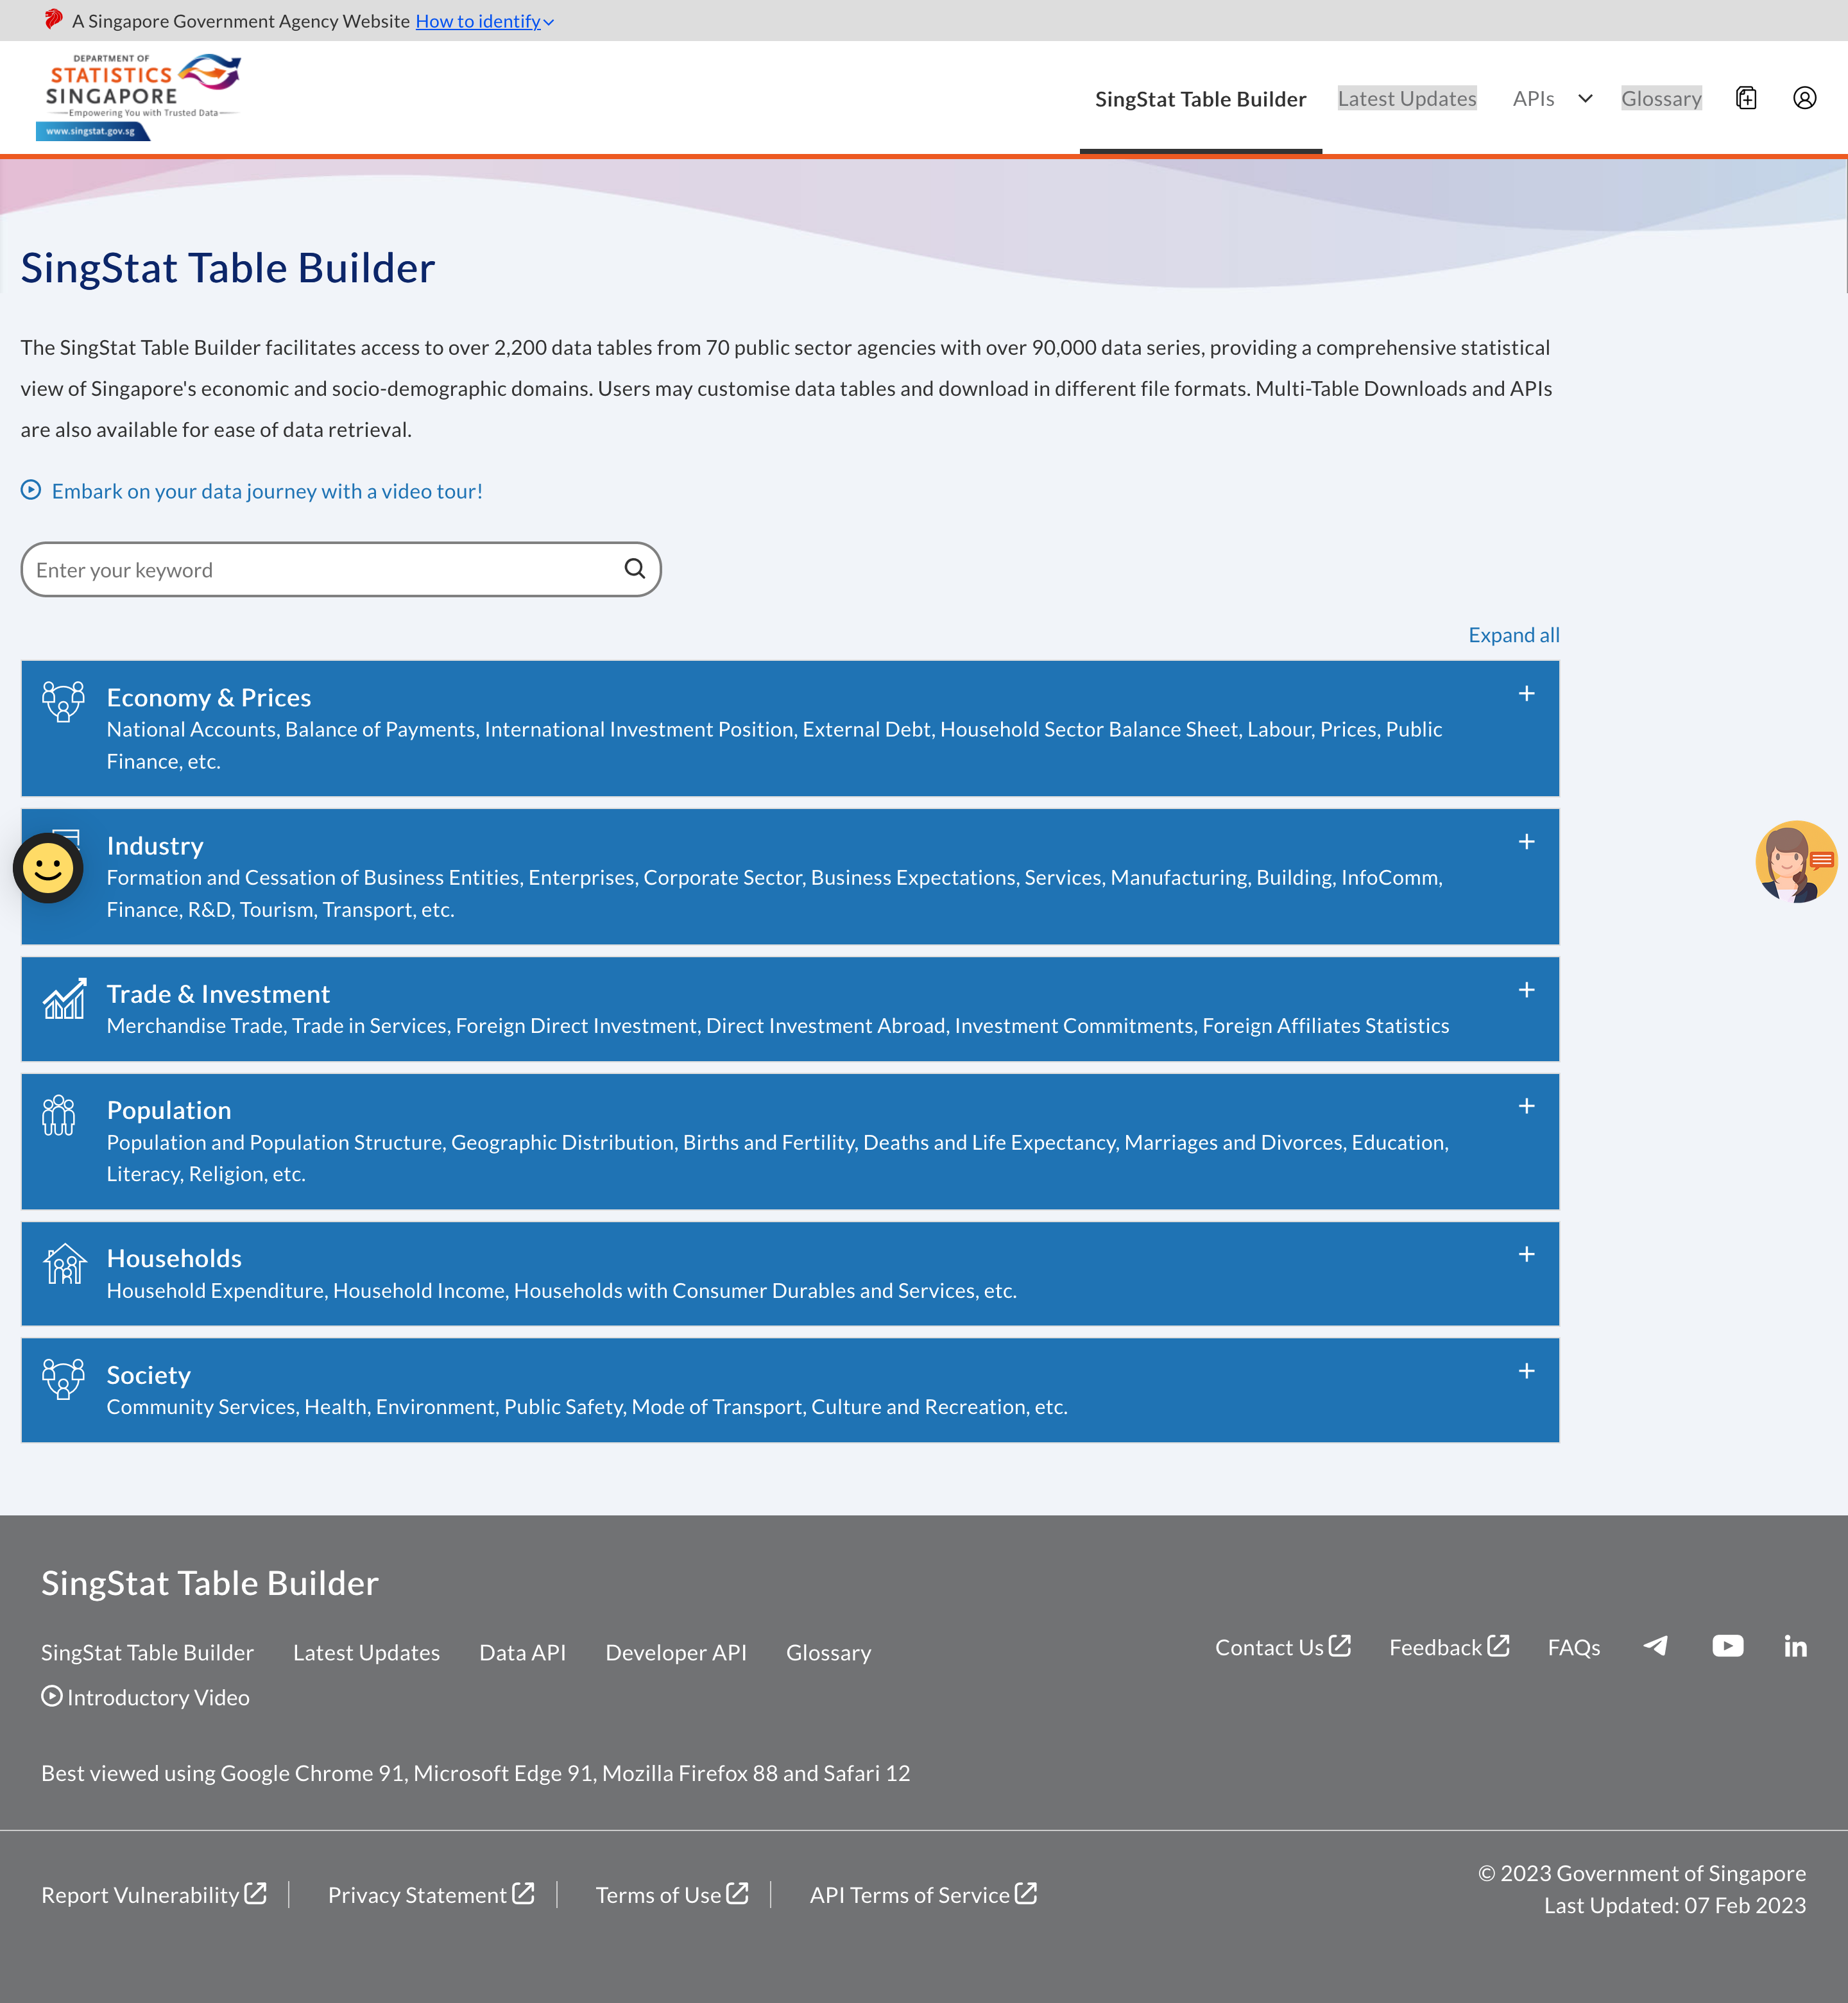 A Singapore Government Agency Website How to identify
DEPARTMENT OF
STATISTICS
SINGAPORE
Empowering You with Trusted Data
www.singstat.gov.sg
SingStat Table Builder
Latest Updates
APIs
Glossary
SingStat Table Builder
The SingStat Table Builder facilitates access to over 2,200 data tables from 70 public sector agencies with over 90,000 data series, providing a comprehensive statistical
view of Singapore's economic and socio-demographic domains. Users may customise data tables and download in different file formats. Multi-Table Downloads and APIs
are also available for ease of data retrieval.
Embark on your data journey with a video tour!
Enter your keyword
Expand all
Economy & Prices
National Accounts, Balance of Payments, International Investment Position, External Debt, Household Sector Balance Sheet, Labour, Prices, Public
Finance, etc.
Industry
Formation and Cessation of Business Entities, Enterprises, Corporate Sector, Business Expectations, Services, Manufacturing, Building, InfoComm,
Finance, R&D, Tourism, Transport, etc.
Trade & Investment
Merchandise Trade, Trade in Services, Foreign Direct Investment, Direct Investment Abroad, Investment Commitments, Foreign Affiliates Statistics
Population
Population and Population Structure, Geographic Distribution, Births and Fertility, Deaths and Life Expectancy, Marriages and Divorces, Education,
Literacy, Religion, etc.
Households
Household Expenditure, Household Income, Households with Consumer Durables and Services, etc.
Society
Community Services, Health, Environment, Public Safety, Mode of Transport, Culture and Recreation, etc.
SingStat Table Builder
SingStat Table Builder Latest Updates Data API Developer API Glossary
Introductory Video
Contact Us Feedback FAQs
Best viewed using Google Chrome 91, Microsoft Edge 91, Mozilla Firefox 88 and Safari 12
Report Vulnerability Privacy Statement Terms of Use API Terms of Service
© 2023 Government of Singapore
Last Updated: 07 Feb 2023